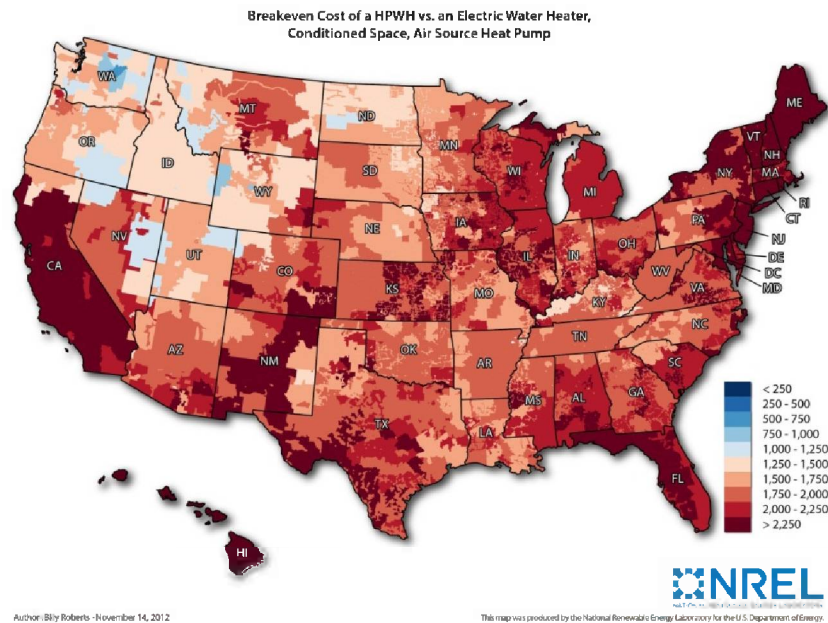 Breakeven Cost of a HPWH vs. an Electric Water Heater,
Conditioned Space, Air Source Heat Pump
WA
MT
ND
ME
OR
ID
MN
VT
NH
SD
WI
NY
MA
WY
MI
RI
CT
IA
NE
PA
NV
NJ
UT
IL
IN
OH
DE
CO
DC
CA
WV
MD
KS
MO
VA
KY
NC
TN
AZ
OK
NM
AR
SC
MS
AL
GA
TX
LA
FL
HI
< 250
250 - 500
500 - 750
750 - 1,000
1,000 - 1,250
1,250 - 1,500
1,500 - 1,750
1,750 - 2,000
2,000 - 2,250
> 2,250
NREL
Author: Billy Roberts - November 14, 2012
This map was produced by the National Renewable Energy Laboratory for the U.S. Department of Energy.